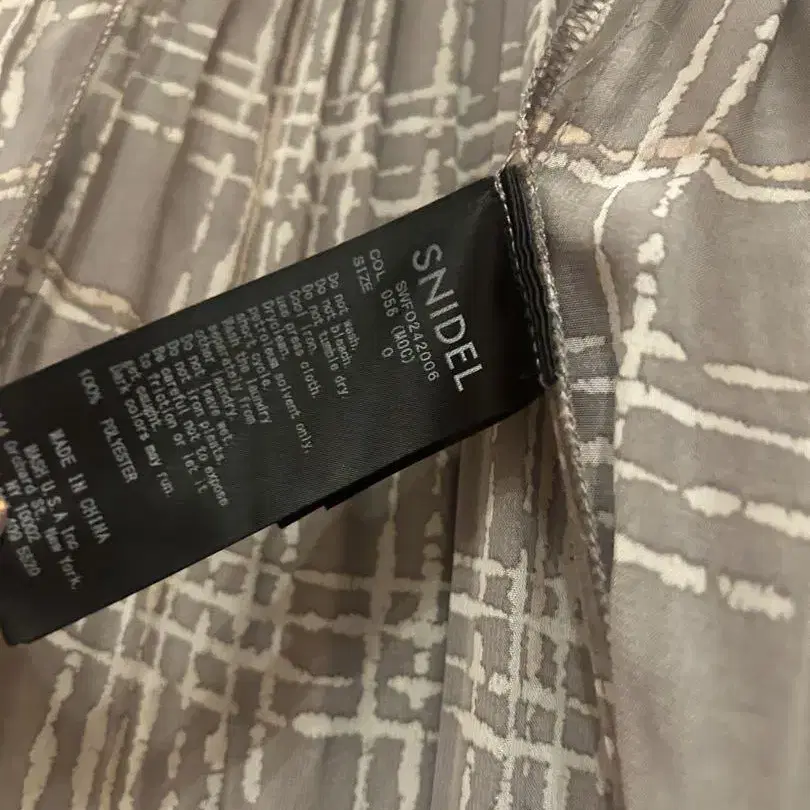 SNIDEL
SWFO242006
COL 056 (MOC)
SIZE 0
Do not wash.
Do not bleach.
Do not tumble dry.
Cool iron.
Use press cloth.
Dryclean.
Petroleum solvent only,
short cycle.
Wash the laundry
separately from
other laundry.
Do not leave wet.
Do not iron prints.
Be careful not to expose
to friction or let it
get caught.
Dark colors may run.
100% POLYESTER
MADE IN CHINA
MASH U.S.A Inc.
Orchard St. New York,
NY 10002